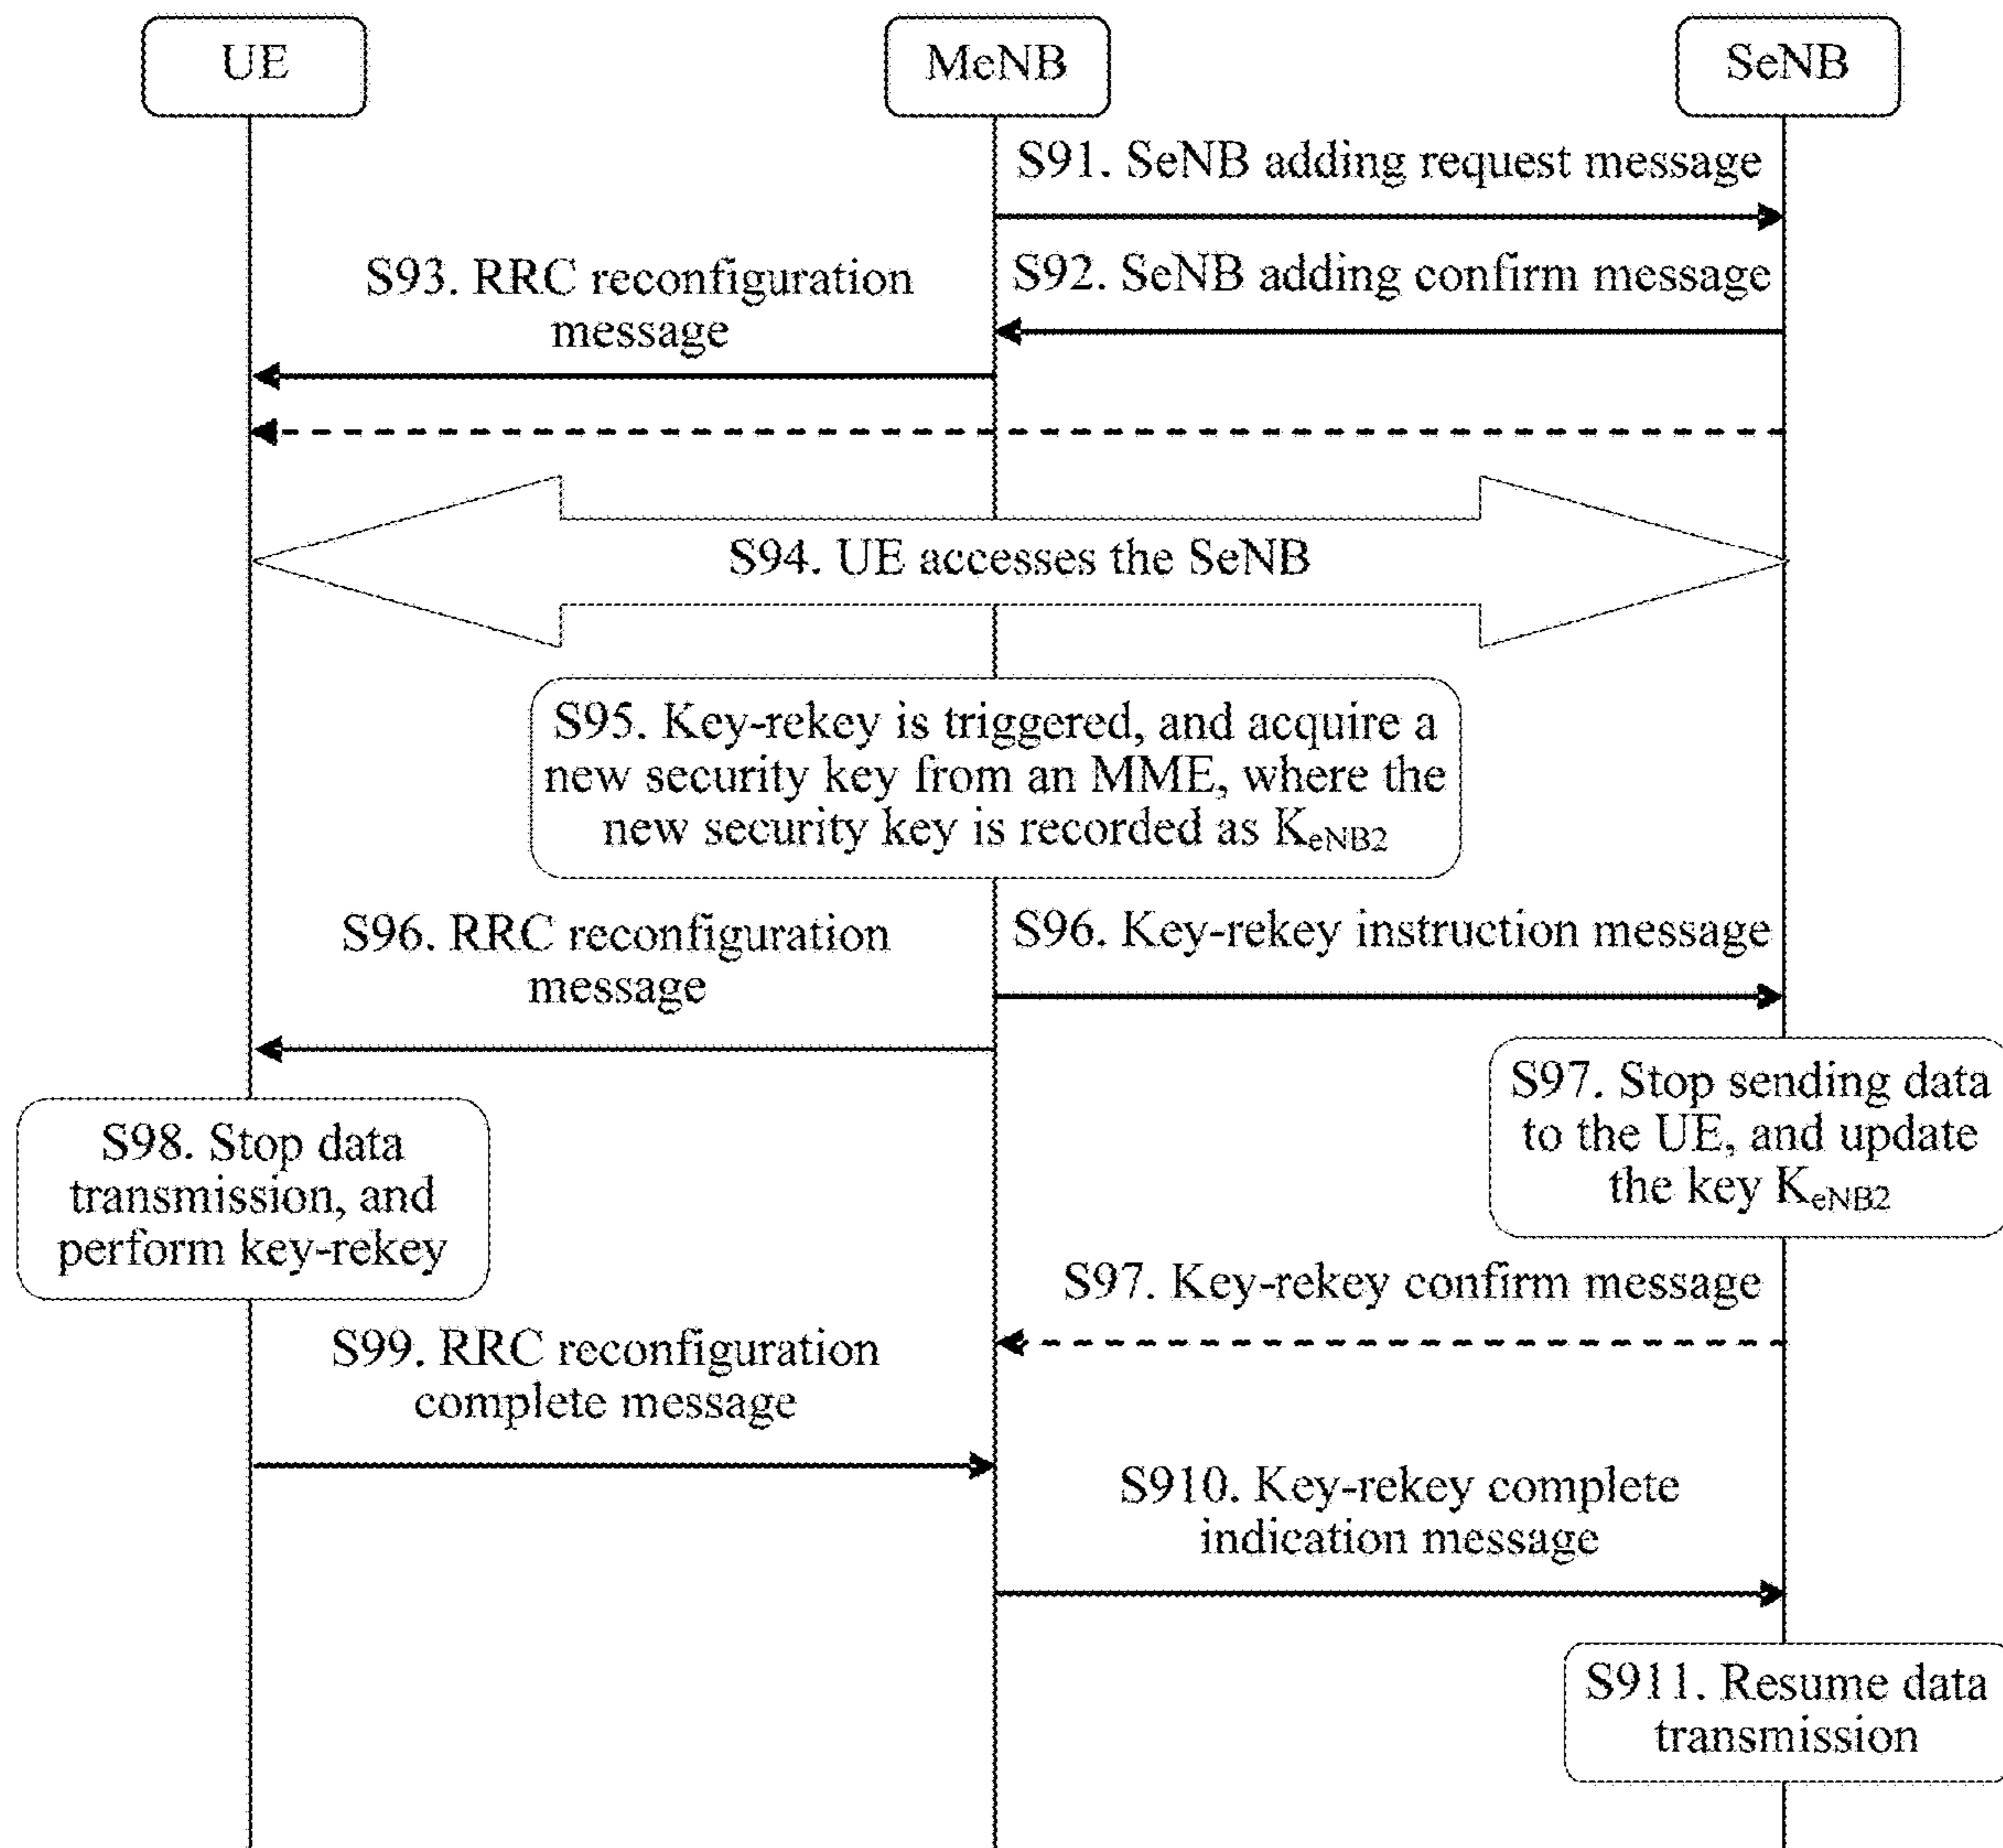 UE
MeNB
SeNB
S91. SeNB adding request message
S92. SeNB adding confirm message
S93. RRC reconfiguration
message
S94. UE accesses the SeNB
S95. Key-rekey is triggered, and acquire a
new security key from an MME, where the
new security key is recorded as KeNB2
S96. RRC reconfiguration
message
S96. Key-rekey instruction message
S97. Stop sending data
to the UE, and update
the key KeNB2
S98. Stop data
transmission, and
perform key-rekey
S97. Key-rekey confirm message
S99. RRC reconfiguration
complete message
S910. Key-rekey complete
indication message
S911. Resume data
transmission